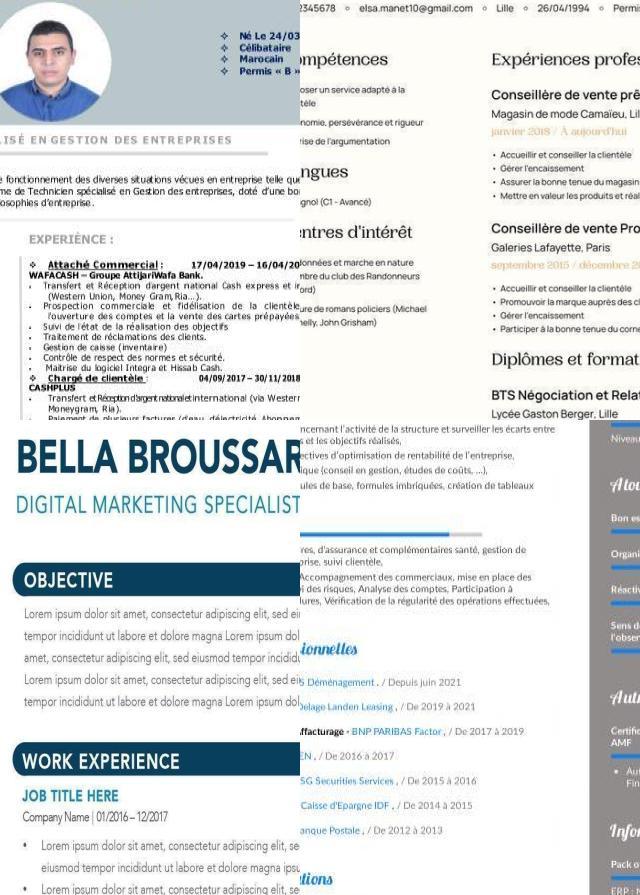 Né Le 24/03
Célibataire
Marocain
Permis « B »
LISÉ EN GESTION DES ENTREPRISES
e fonctionnement des diverses situations vécues en entreprise telle que
me de Technicien spécialisé en Gestion des entreprises, doté d'une bon
losophies d'entreprise.
EXPERIÈNCE :
Attaché Commercial : 17/04/2019 – 16/04/20
WAFACASH – Groupe AttijariWafa Bank.
Transfert et Réception d'argent national Cash express et in
(Western Union, Money Gram, Ria...).
Prospection commerciale et fidélisation de la clientèle
l'ouverture des comptes et la vente des cartes prépayées
Suivi de l'état de la réalisation des objectifs
Traitement de réclamations des clients.
Gestion de caisse (inventaire)
Contrôle de respect des normes et sécurité.
Maitrise du logiciel Integra et Hissab Cash.
Chargé de clientèle : 04/09/2017 – 30/11/2018
CASHPLUS
Transfert et Réception d'argent national et international (via Western
Moneygram, Ria).
Paiement de plusieurs factures (d'eau, d'électricité, Abonnem
2345678 ○ elsa.manet10@gmail.com ○ Lille ○ 26/04/1994 ○ Permis
mpétences
oser un service adapté à la
tèle
nomie, persévérance et rigueur
rise de l'argumentation
ngues
gnol (C1 - Avancé)
ntres d'intérêt
données et marche en nature
mbre du club des Randonneurs
ord)
ure de romans policiers (Michael
nelly, John Grisham)
Expériences profes
Conseillère de vente prê
Magasin de mode Camaïeu, Lil
janvier 2018 / À aujourd'hui
• Accueillir et conseiller la clientèle
• Gérer l'encaissement
• Assurer la bonne tenue du magasin
• Mettre en valeur les produits et réal
Conseillère de vente Pro
Galeries Lafayette, Paris
septembre 2015 / décembre 20
• Accueillir et conseiller la clientèle
• Promouvoir la marque auprès des cl
• Gérer l'encaissement
• Participer à la bonne tenue du corne
Diplômes et format
BTS Négociation et Relat
Lycée Gaston Berger, Lille
BELLA BROUSSAR
DIGITAL MARKETING SPECIALIST
OBJECTIVE
Lorem ipsum dolor sit amet, consectetur adipiscing elit, sed ei
tempor incididunt ut labore et dolore magna Lorem ipsum dol
amet, consectetur adipiscing elit, sed eiusmod tempor incididu
Lorem ipsum dolor sit amet, consectetur adipiscing elit, sed ei
tempor incididunt ut labore et dolore magna Lorem ipsum dol
WORK EXPERIENCE
JOB TITLE HERE
Company Name | 01/2016 – 12/2017
• Lorem ipsum dolor sit amet, consectetur adipiscing elit, se
eiusmod tempor incididunt ut labore et dolore magna ipsu
• Lorem ipsum dolor sit amet, consectetur adipiscing elit, se
ncernant l'activité de la structure et surveiller les écarts entre
s et les objectifs réalisés,
ectives d'optimisation de rentabilité de l'entreprise,
ique (conseil en gestion, études de coûts, ...),
ules de base, formules imbriquées, création de tableaux
res, d'assurance et complémentaires santé, gestion de
prise, suivi clientèle,
Accompagnement des commerciaux, mise en place des
i des risques, Analyse des comptes, Participation à
dures, Vérification de la régularité des opérations effectuées,
ionnelles
S Déménagement , / Depuis juin 2021
Delage Landen Leasing , / De 2019 à 2021
ffacturage - BNP PARIBAS Factor , / De 2017 à 2019
EN , / De 2016 à 2017
SG Securities Services , / De 2015 à 2016
Caisse d'Epargne IDF , / De 2014 à 2015
anque Postale , / De 2012 à 2013
ations
Niveau
Atou
Bon es
Organi
Réactiv
Sens d
l'obser
Autr
Certific
AMF
• Aut
Fin
Infor
Pack o
ERP : N